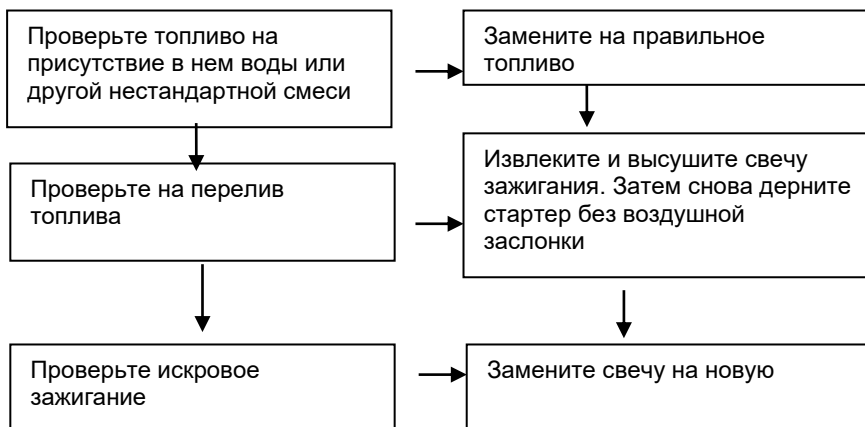 Проверьте топливо на
присутствие в нем воды или
другой нестандартной смеси
Замените на правильное
топливо
Проверьте на перелив
топлива
Извлеките и высушите свечу
зажигания. Затем снова дерните
стартер без воздушной
заслонки
Проверьте искровое
зажигание
Замените свечу на новую